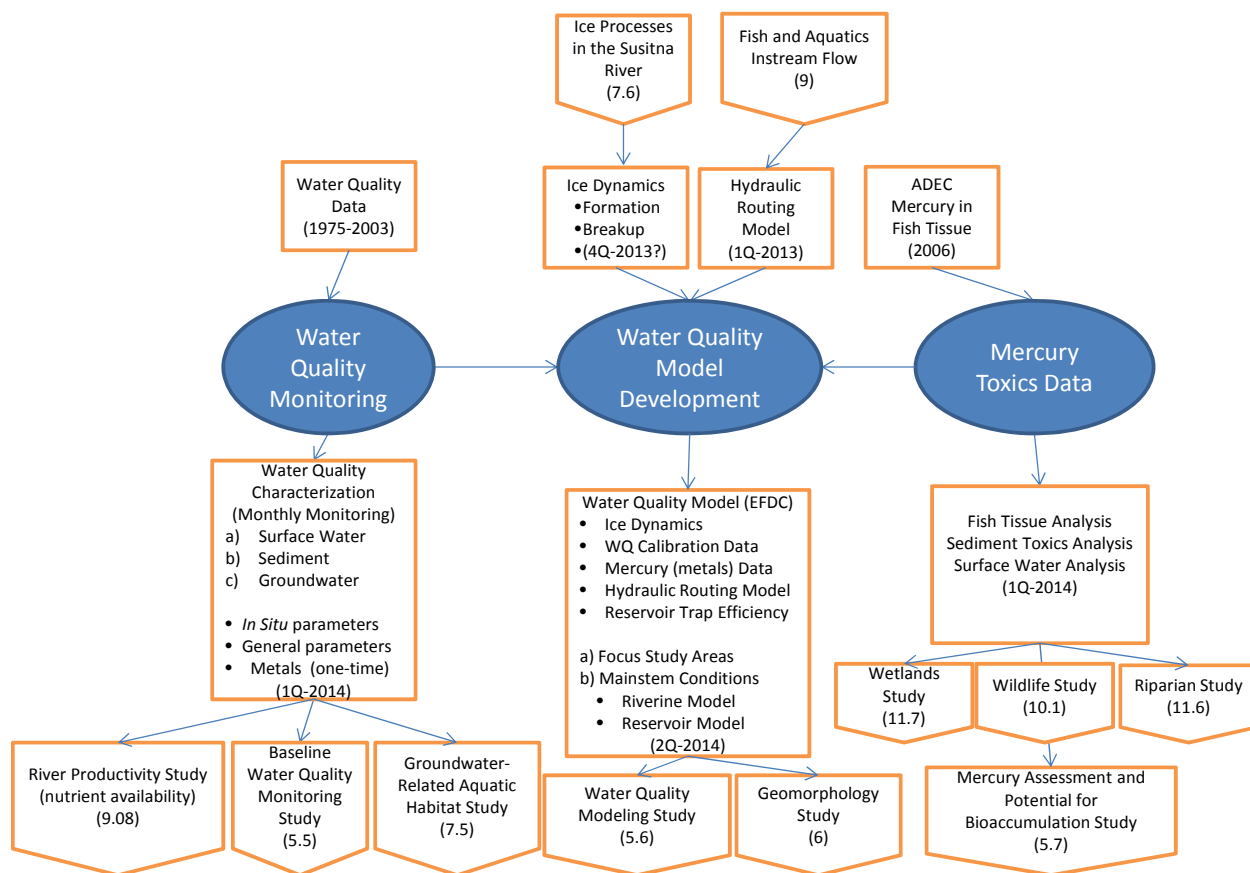 Ice Processes
in the Susitna
River
(7.6)
Fish and Aquatics
Instream Flow
(9)
Water Quality
Data
(1975-2003)
Ice Dynamics
•Formation
•Breakup
•(4Q-2013?)
Hydraulic
Routing
Model
(1Q-2013)
ADEC
Mercury in
Fish Tissue
(2006)
Water
Quality
Monitoring
Water Quality
Model
Development
Mercury
Toxics Data
Water Quality
Characterization
(Monthly Monitoring)
a) Surface Water
b) Sediment
c) Groundwater
• In Situ parameters
• General parameters
• Metals (one-time)
(1Q-2014)
Water Quality Model (EFDC)
• Ice Dynamics
• WQ Calibration Data
• Mercury (metals) Data
• Hydraulic Routing Model
• Reservoir Trap Efficiency
a) Focus Study Areas
b) Mainstem Conditions
• Riverine Model
• Reservoir Model
(2Q-2014)
Fish Tissue Analysis
Sediment Toxics Analysis
Surface Water Analysis
(1Q-2014)
Wetlands
Study
(11.7)
Wildlife Study
(10.1)
Riparian Study
(11.6)
River Productivity Study
(nutrient availability)
(9.08)
Baseline
Water Quality
Monitoring
Study
(5.5)
Groundwater-
Related Aquatic
Habitat Study
(7.5)
Water Quality
Modeling Study
(5.6)
Geomorphology
Study
(6)
Mercury Assessment and
Potential for
Bioaccumulation Study
(5.7)